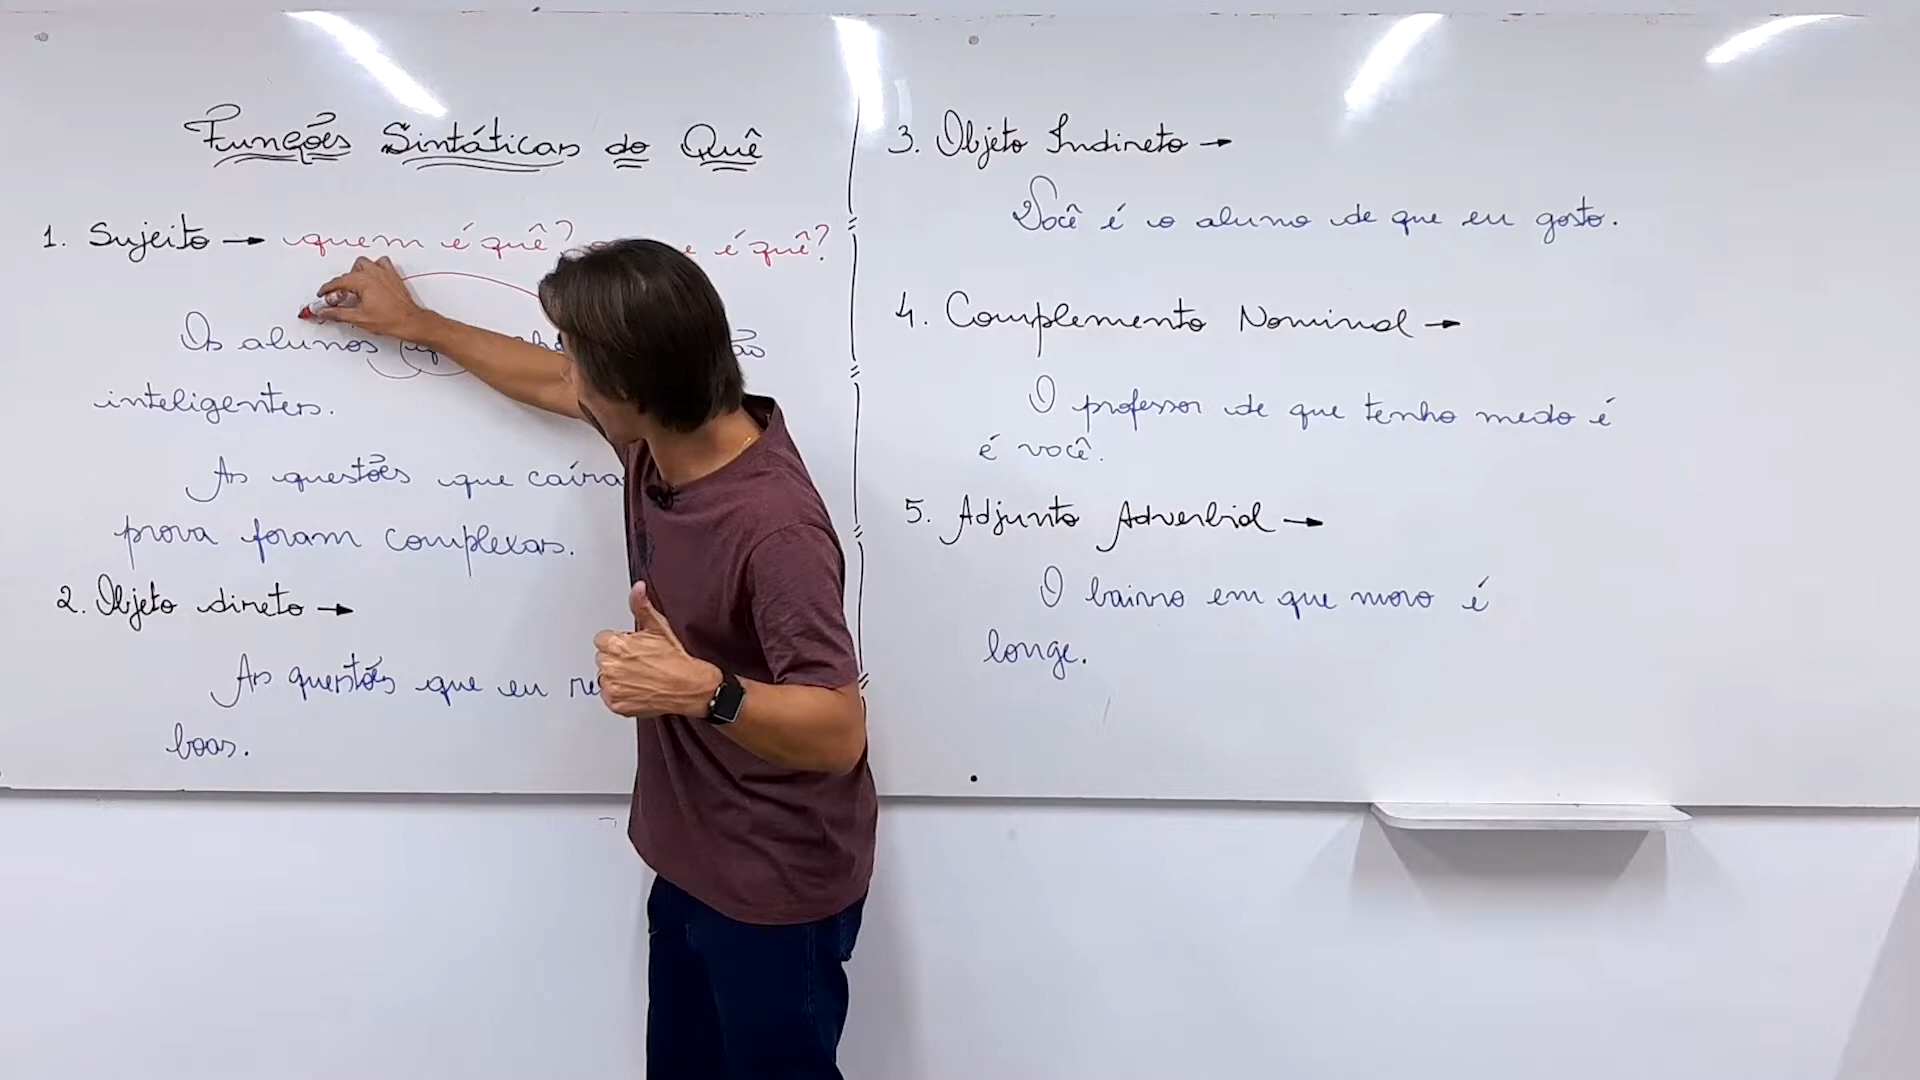 Funções Sintáticas do Quê
1. Sujeito → quem é quê? é quê?
Os alunos
inteligentes.
As questões que caíra
prova foram complexas.
2. Objeto direto →
As questões que eu re
boas.
3. Objeto Indireto →
Você é o aluno de que eu gosto.
4. Complemento Nominal →
O professor de que tenho medo é
é você.
5. Adjunto Adverbial →
O bairro em que moro é
longe.